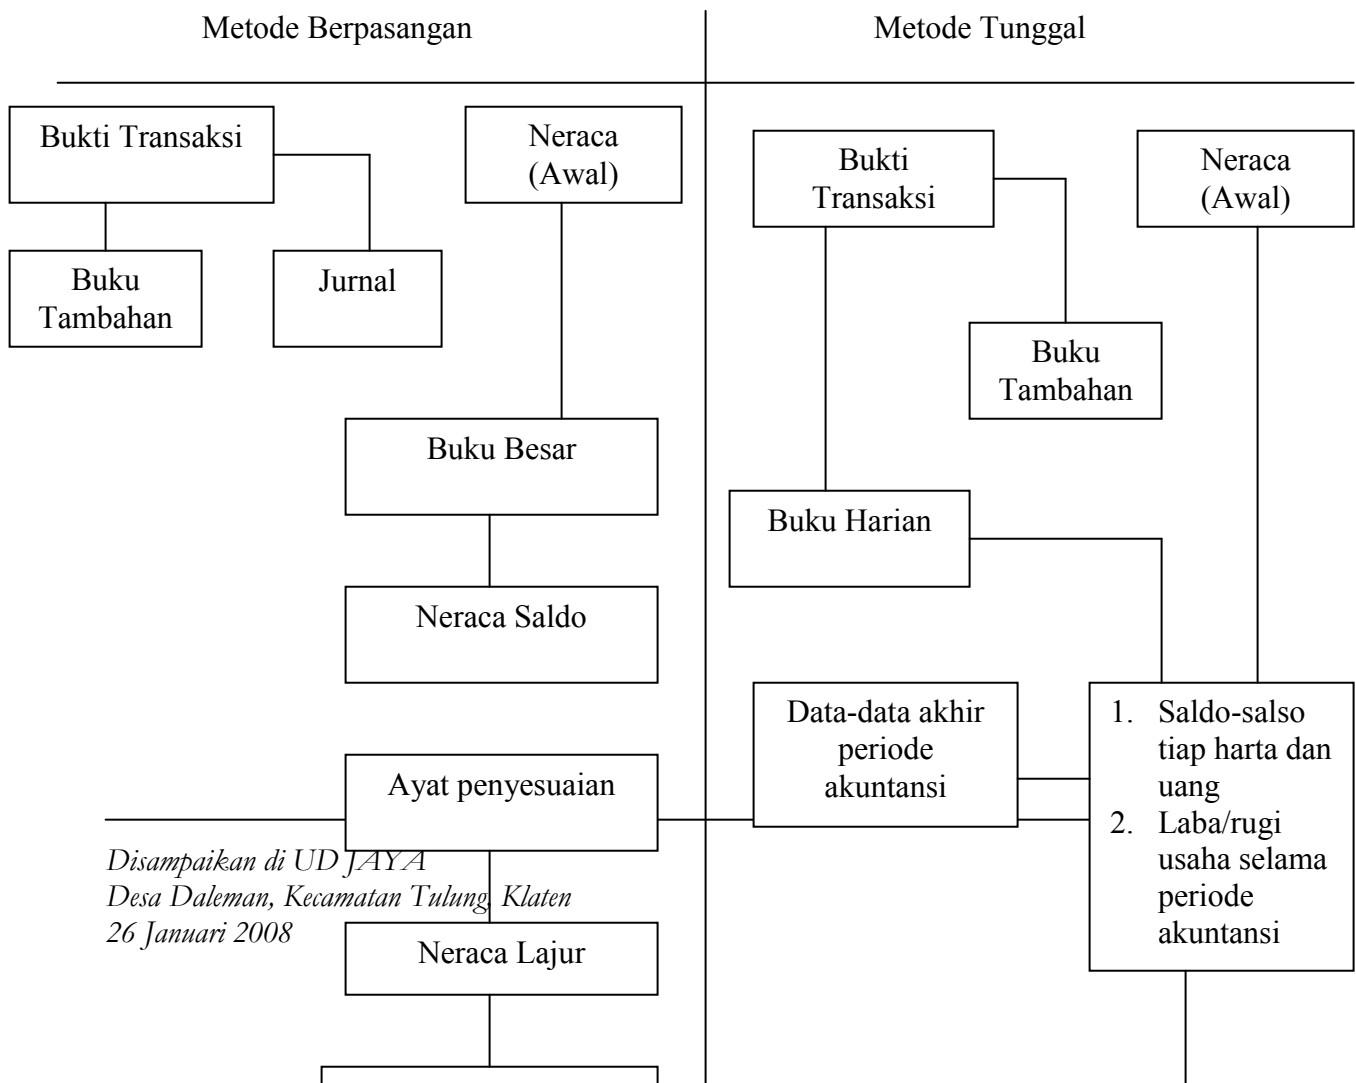 Metode Berpasangan
Metode Tunggal
Bukti Transaksi
Neraca
(Awal)
Buku
Tambahan
Jurnal
Buku Besar
Neraca Saldo
Ayat penyesuaian
Disampaikan di UD JAYA
Desa Daleman, Kecamatan Tulung, Klaten
26 Januari 2008
Neraca Lajur
Bukti
Transaksi
Neraca
(Awal)
Buku
Tambahan
Buku Harian
Data-data akhir
periode
akuntansi
1. Saldo-salso
tiap harta dan
uang
2. Laba/rugi
usaha selama
periode
akuntansi